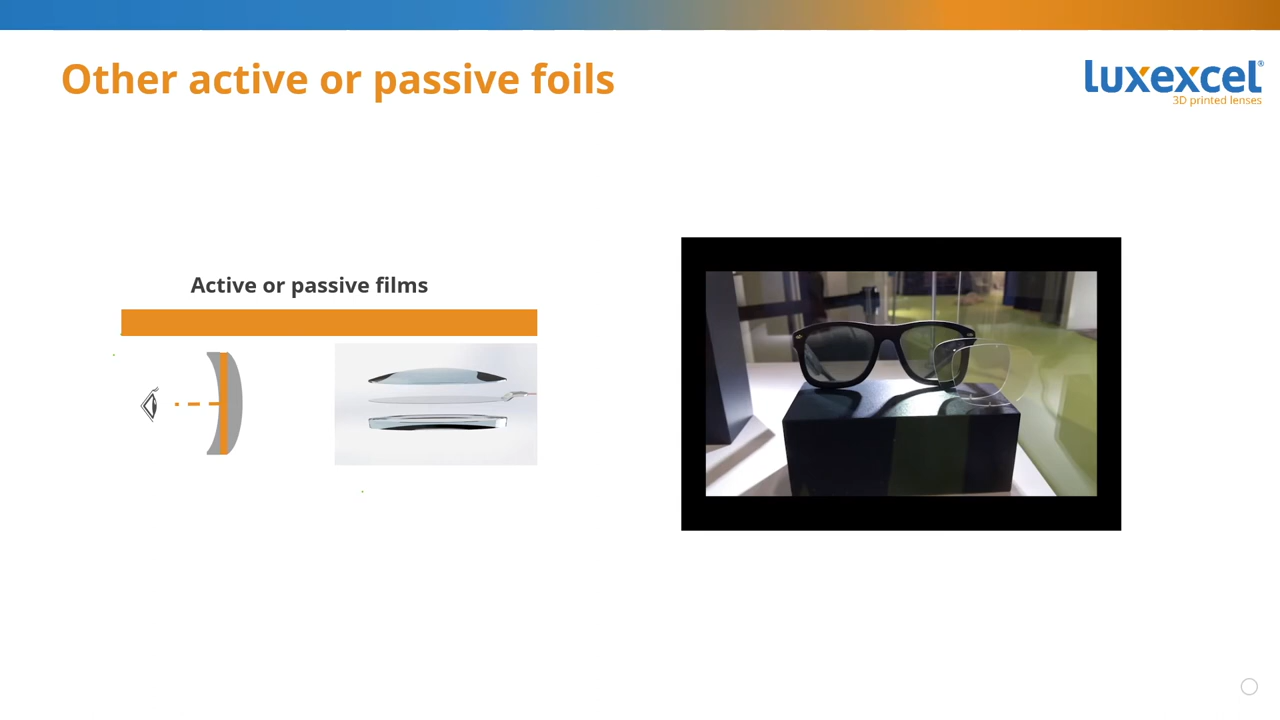 Other active or passive foils
luxexcel®
3D printed lenses
Active or passive films